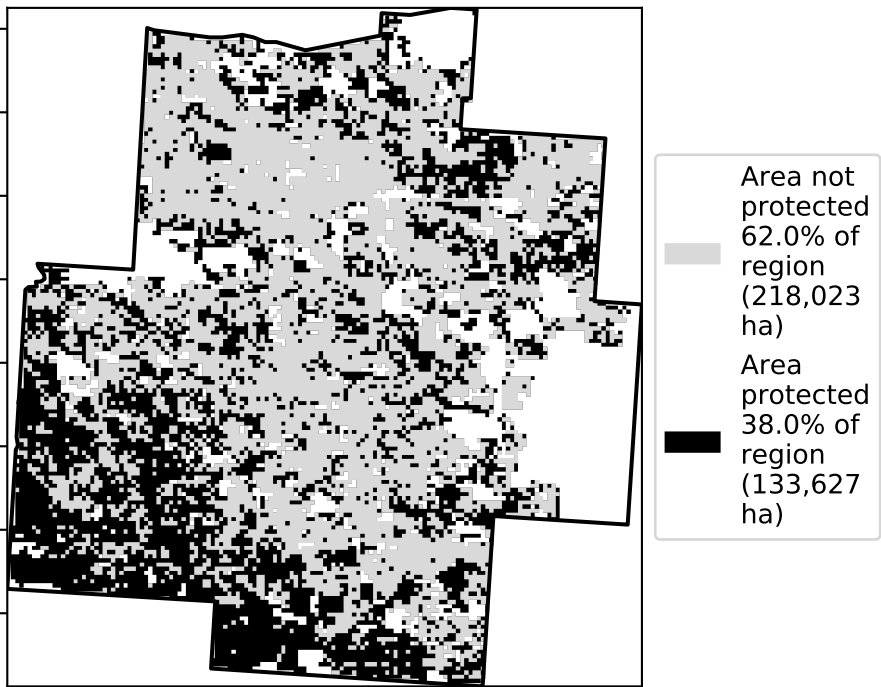 Area not
protected
62.0% of
region
(218,023
ha)
Area
protected
38.0% of
region
(133,627
ha)